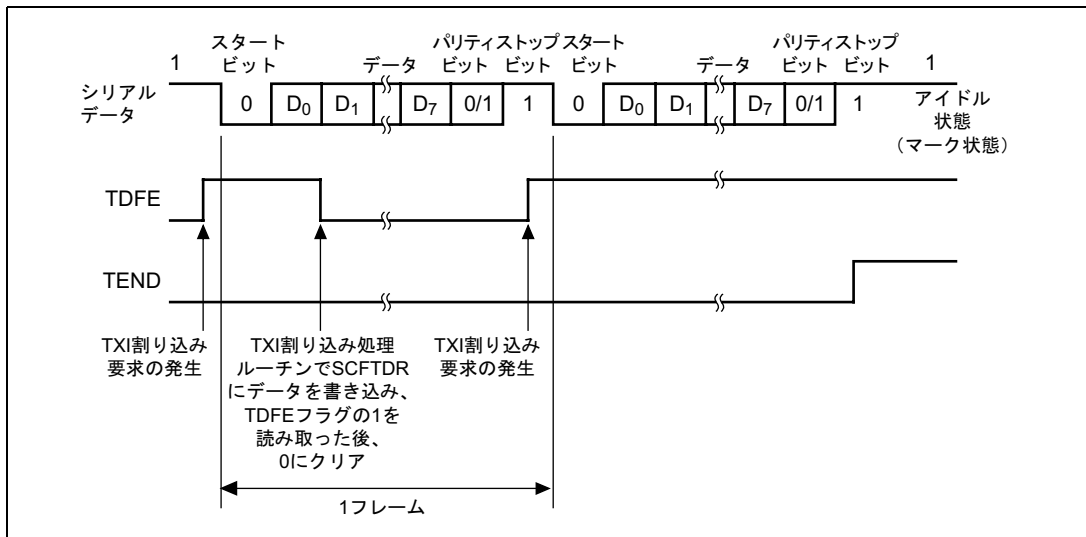 スタート
ビット
データ
パリティ
ビット
ストップ
ビット
スタート
ビット
データ
パリティ
ビット
ストップ
ビット
1
1
シリアル
データ
0
D0
D1
D7
0/1
1
0
D0
D1
D7
0/1
1
アイドル
状態
（マーク状態）
TDFE
TEND
TXI割り込み
要求の発生
TXI割り込み処理
ルーチンでSCFTDR
にデータを書き込み、
TDFEフラグの1を
読み取った後、
0にクリア
TXI割り込み
要求の発生
1フレーム